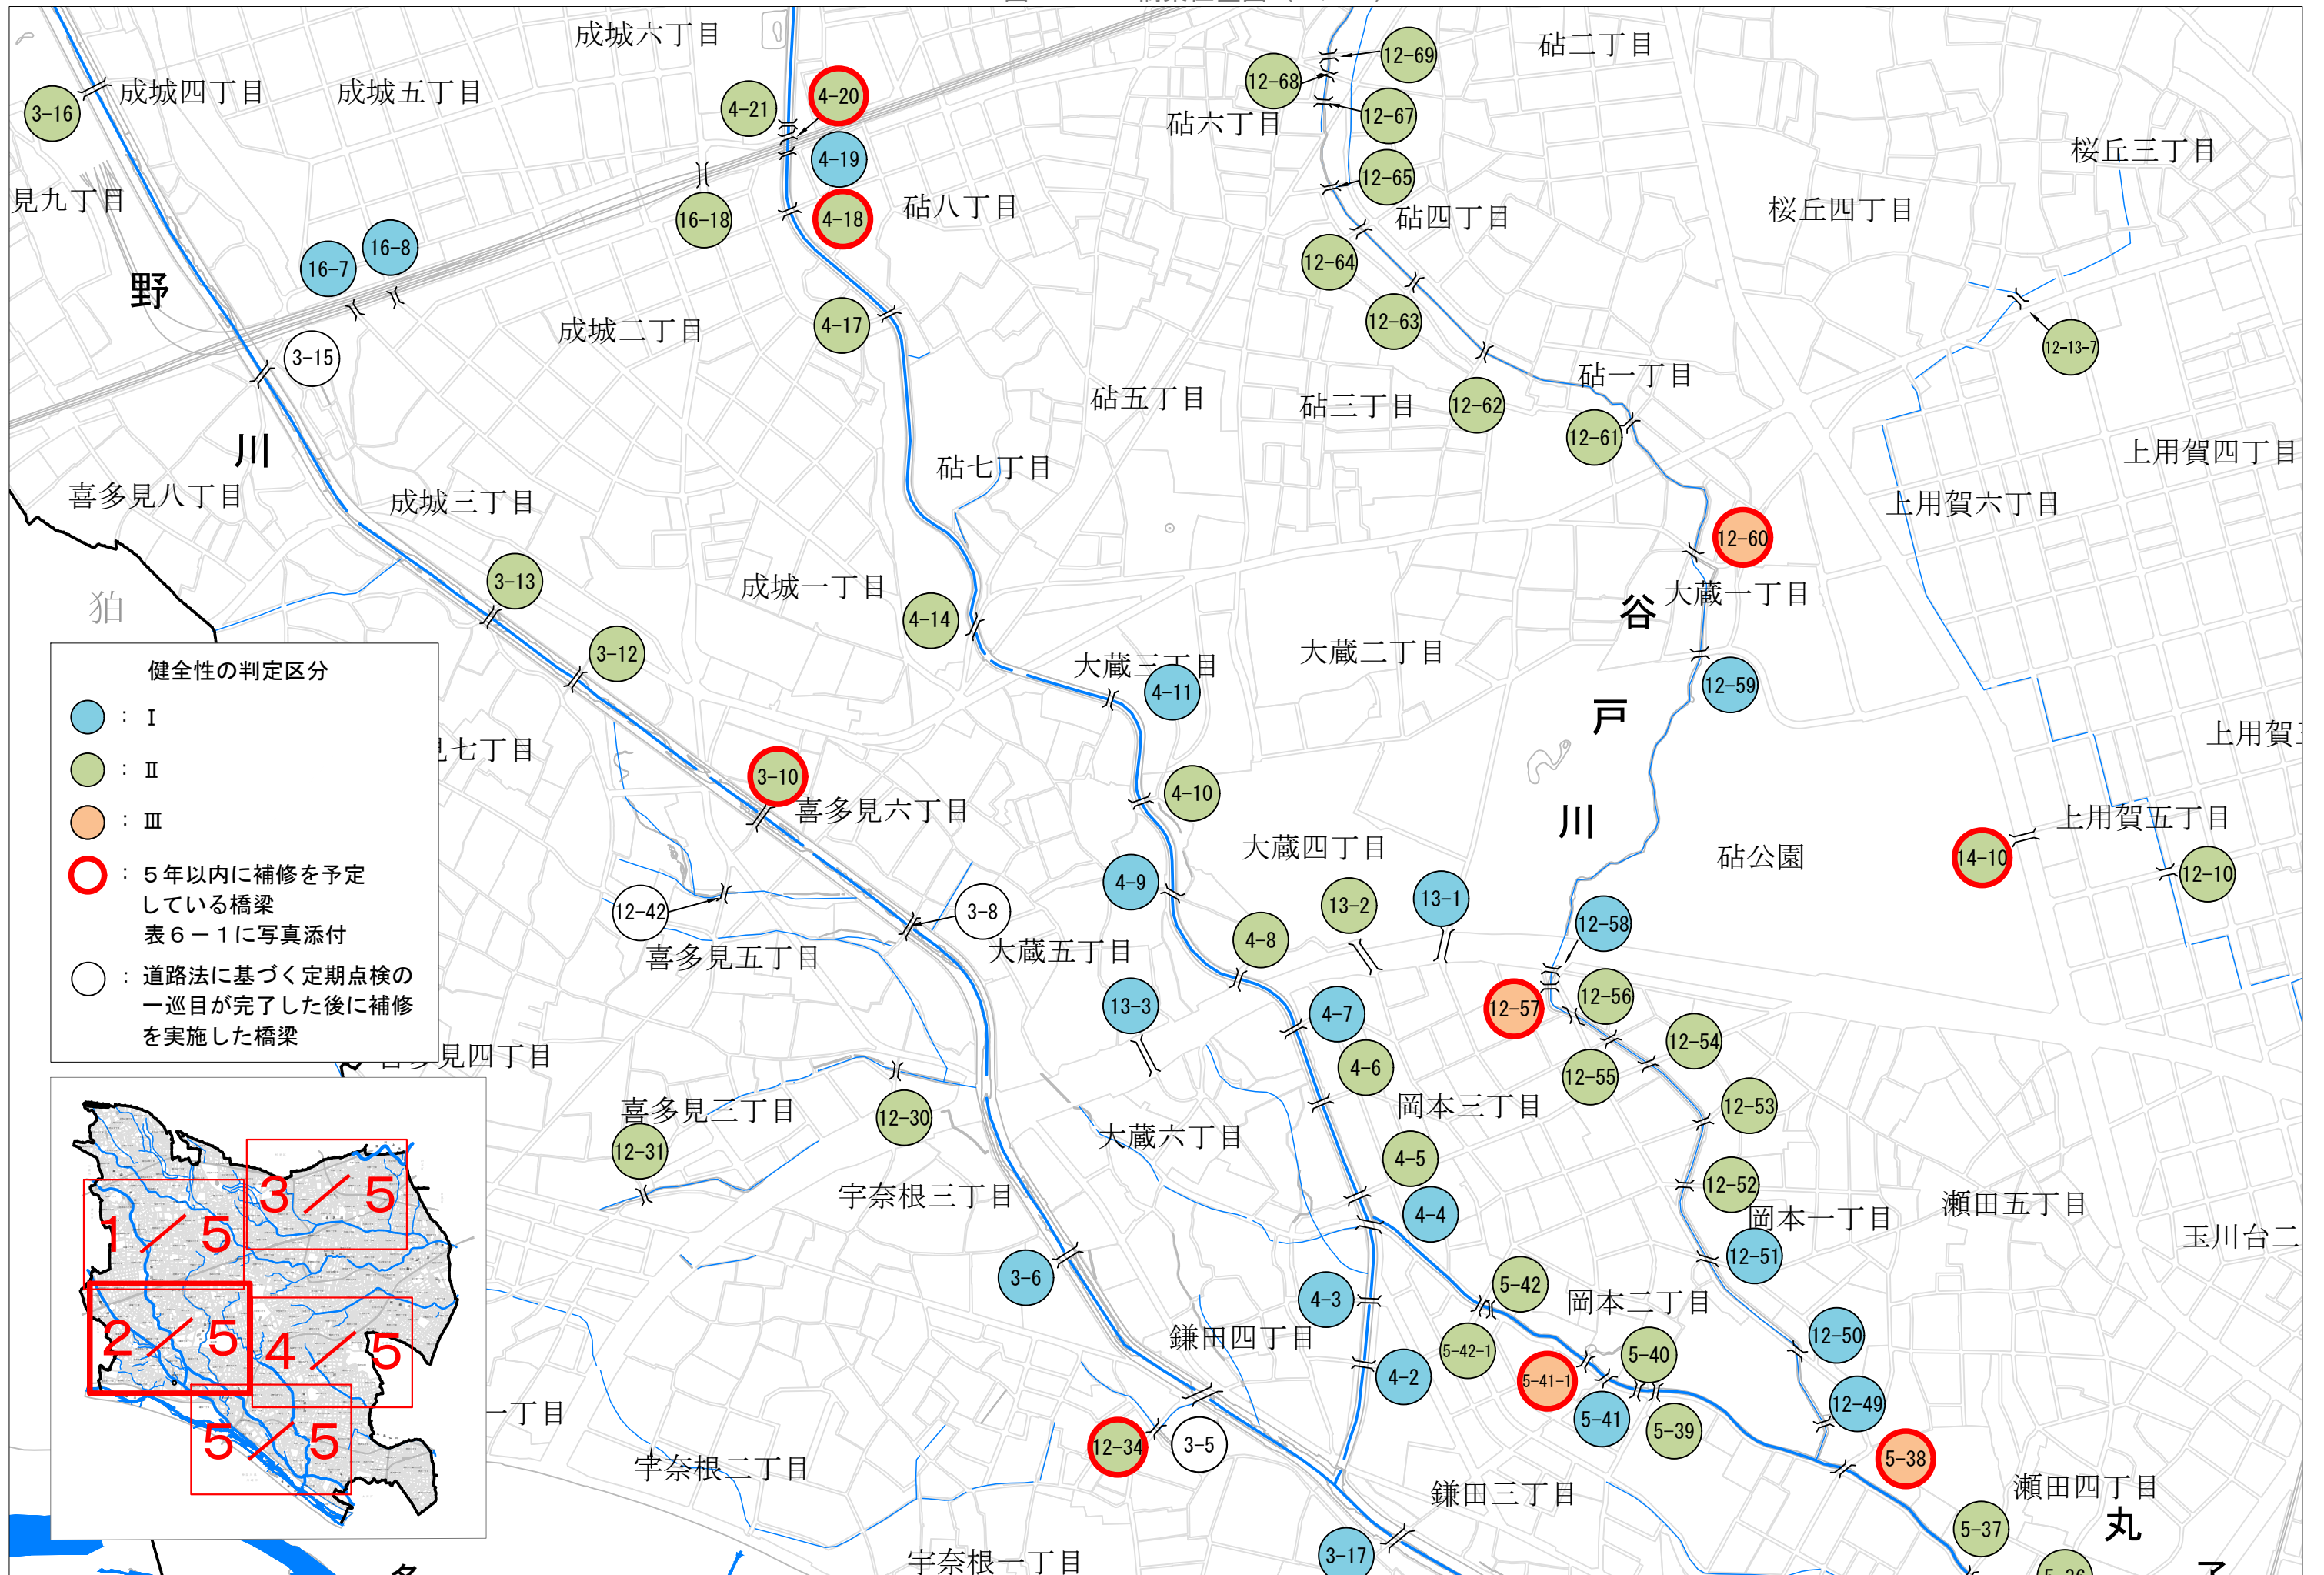 成城六丁目
砧二丁目
12-69
12-68
4-20
4-21
成城四丁目
成城五丁目
3-16
12-67
砧六丁目
桜丘三丁目
4-19
12-65
見九丁目
16-18
4-18
砧八丁目
砧四丁目
桜丘四丁目
16-8
16-7
12-64
野
4-17
12-63
成城二丁目
12-13-7
3-15
砧一丁目
砧五丁目
砧三丁目
12-62
12-61
川
上用賀四丁目
砧七丁目
喜多見八丁目
成城三丁目
上用賀六丁目
12-60
3-13
成城一丁目
大蔵一丁目
狛
谷
4-14
3-12
大蔵二丁目
大蔵三丁目
4-11
12-59
健全性の判定区分
： Ⅰ
： Ⅱ
： Ⅲ
： ５年以内に補修を予定
している橋梁
表６－１に写真添付
： 道路法に基づく定期点検の
一巡目が完了した後に補修
を実施した橋梁
戸
上用賀
見七丁目
3-10
4-10
喜多見六丁目
川
上用賀五丁目
大蔵四丁目
砧公園
14-10
12-10
4-9
13-2
13-1
12-42
3-8
12-58
4-8
喜多見五丁目
大蔵五丁目
12-56
13-3
4-7
12-57
12-54
喜多見四丁目
4-6
12-55
喜多見三丁目
12-30
岡本三丁目
12-53
大蔵六丁目
12-31
4-5
12-52
宇奈根三丁目
4-4
岡本一丁目
瀬田五丁目
玉川台二
12-51
3-6
4-3
5-42
岡本二丁目
鎌田四丁目
12-50
5-42-1
5-40
4-2
5-41-1
12-49
5-41
5-39
一丁目
12-34
3-5
5-38
宇奈根二丁目
鎌田三丁目
瀬田四丁目
5-37
丸
3-17
宇奈根一丁目
5-36
３／５
１／５
２／５
４／５
５／５